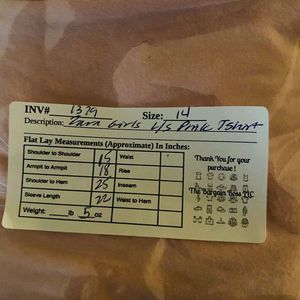 INV# 1379 Size: 14
Description: Zara Girls L/S Pink Tshirt
Flat Lay Measurements (Approximate) In Inches:
Shoulder to Shoulder 15 Waist
Armpit to Armpit 18 Rise
Shoulder to Hem 25 Inseam
Sleeve Length 22 Waist to Hem
Weight: lb 5 oz
Thank You for your
purchase!
The Bargain Boss LLC